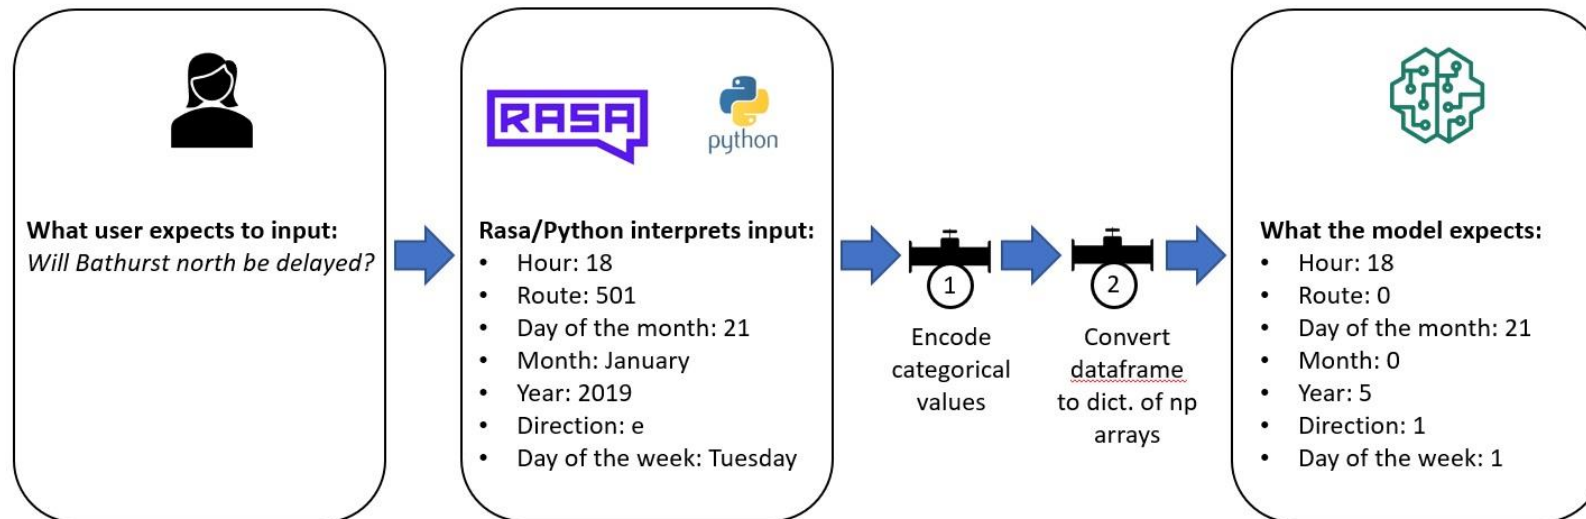 What user expects to input:
Will Bathurst north be delayed?
RASA
python
Rasa/Python interprets input:
• Hour: 18
• Route: 501
• Day of the month: 21
• Month: January
• Year: 2019
• Direction: e
• Day of the week: Tuesday
1
Encode
categorical
values
2
Convert
dataframe
to dict. of np
arrays
What the model expects:
• Hour: 18
• Route: 0
• Day of the month: 21
• Month: 0
• Year: 5
• Direction: 1
• Day of the week: 1